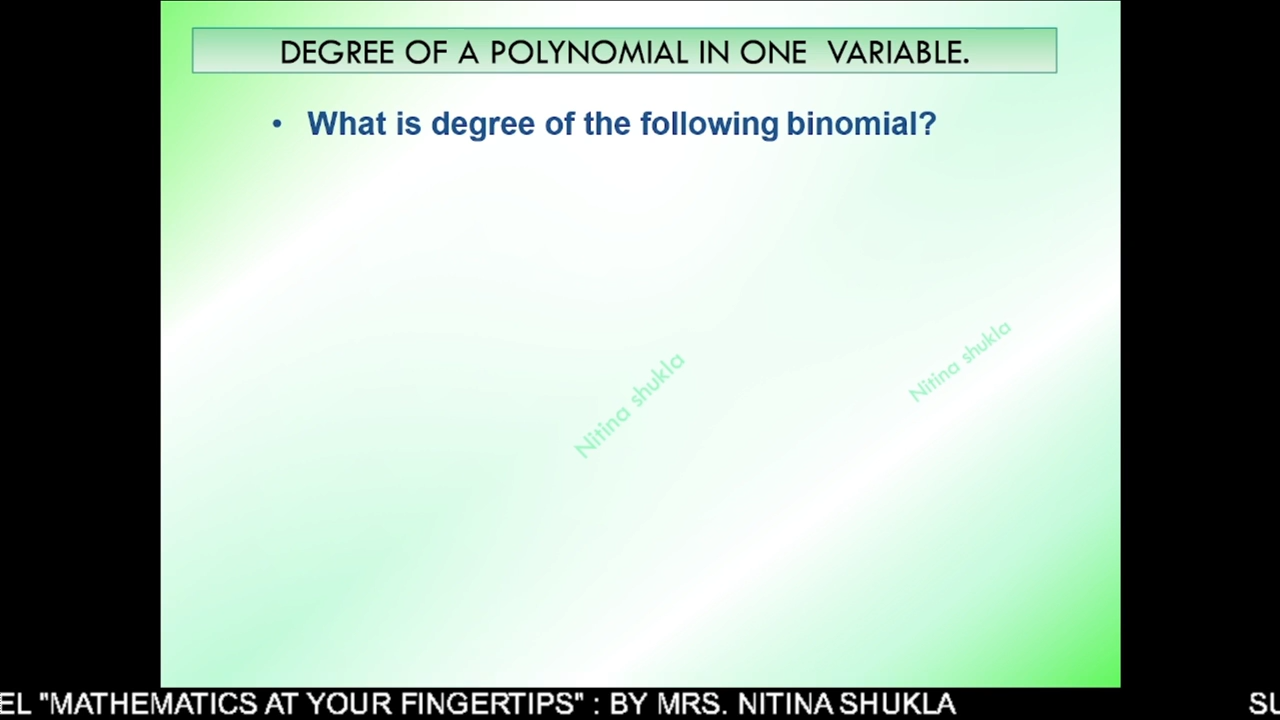 DEGREE OF A POLYNOMIAL IN ONE VARIABLE.
• What is degree of the following binomial?
Nitina shukla
Nitina shukla
EL "MATHEMATICS AT YOUR FINGERTIPS" : BY MRS. NITINA SHUKLA SU